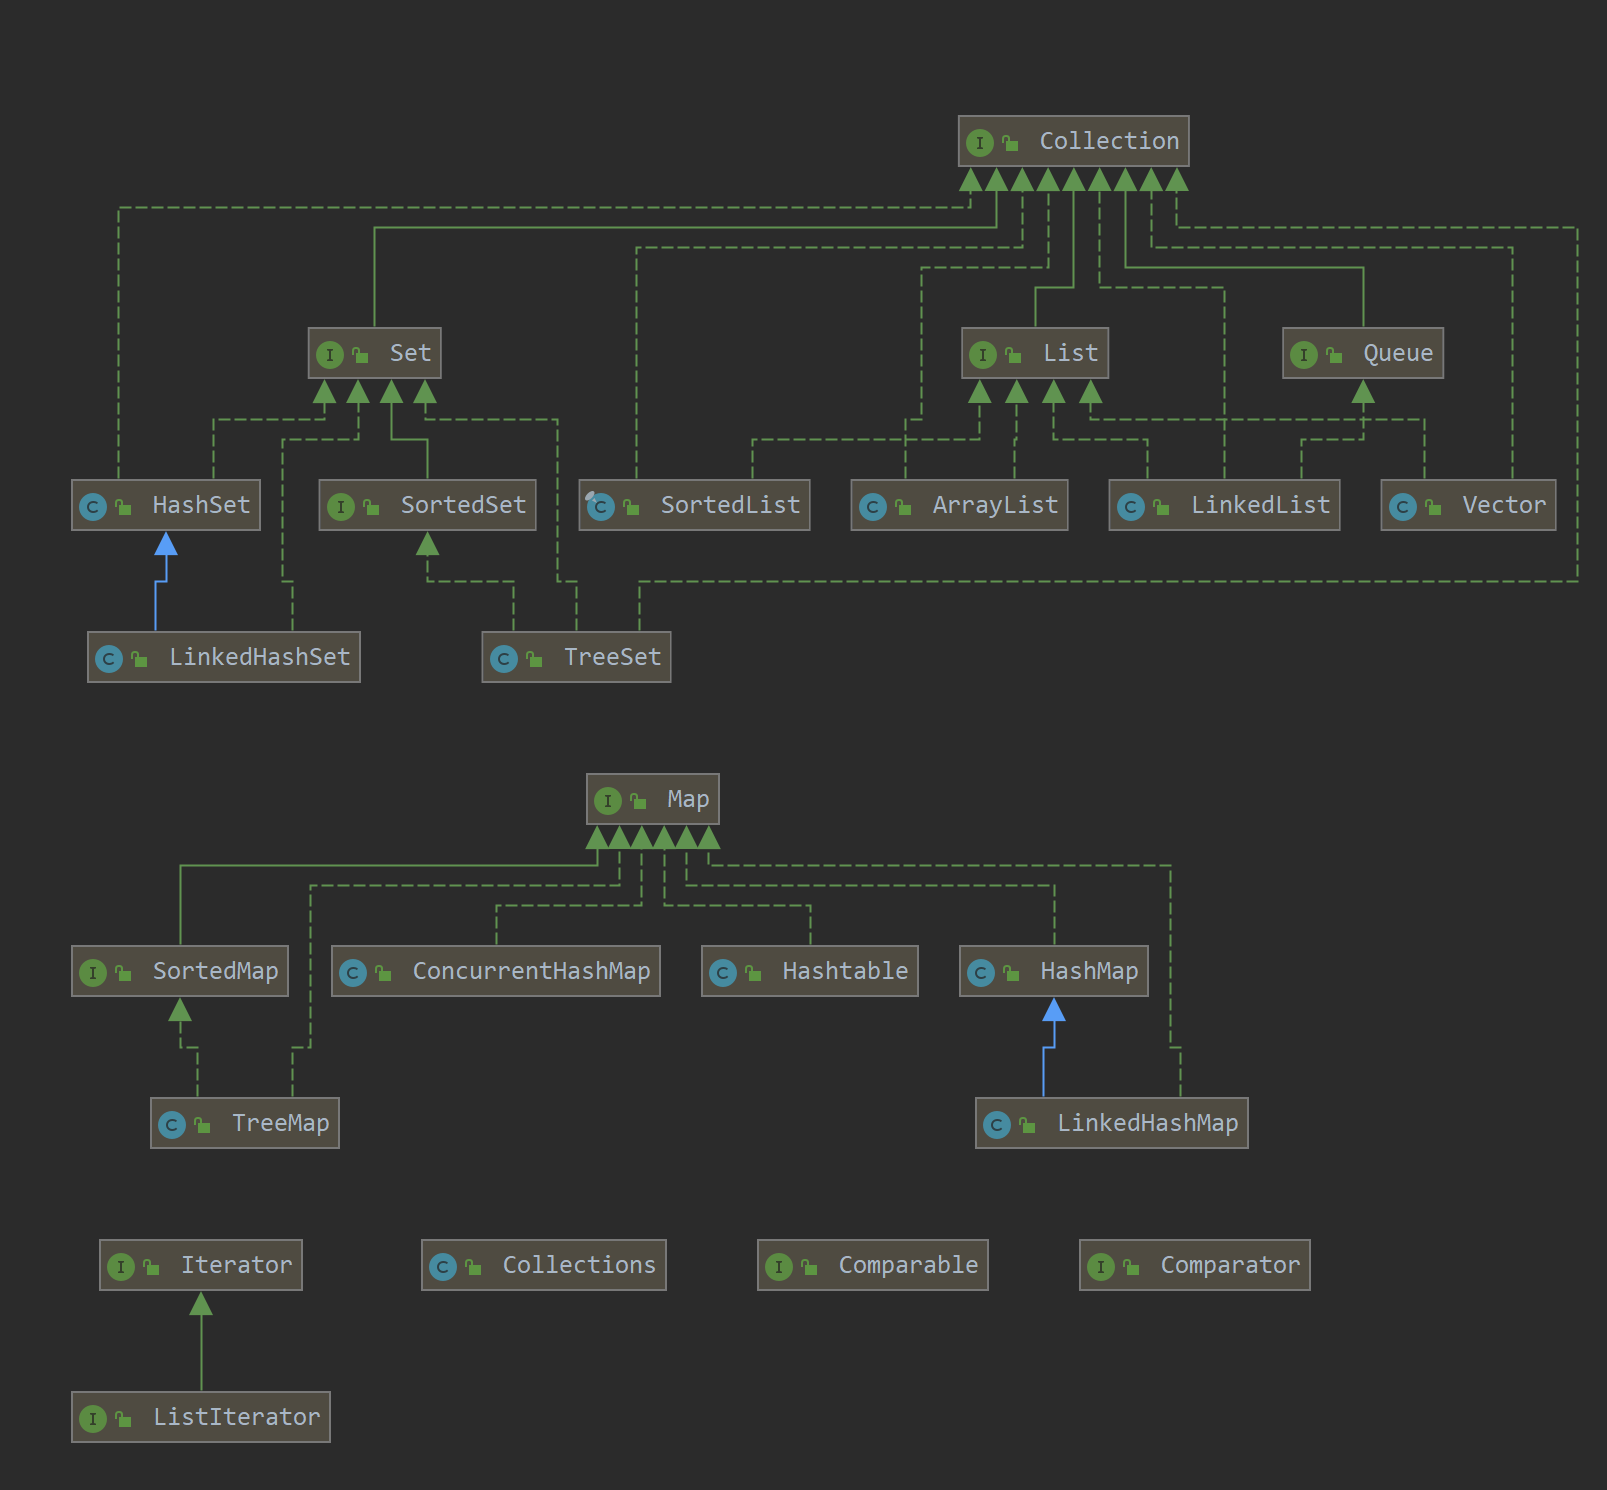 I Collection
I Set
I List
I Queue
C HashSet
I SortedSet
C SortedList
C ArrayList
C LinkedList
C Vector
C LinkedHashSet
C TreeSet
I Map
I SortedMap
C ConcurrentHashMap
C Hashtable
C HashMap
C TreeMap
C LinkedHashMap
I Iterator
C Collections
I Comparable
I Comparator
I ListIterator